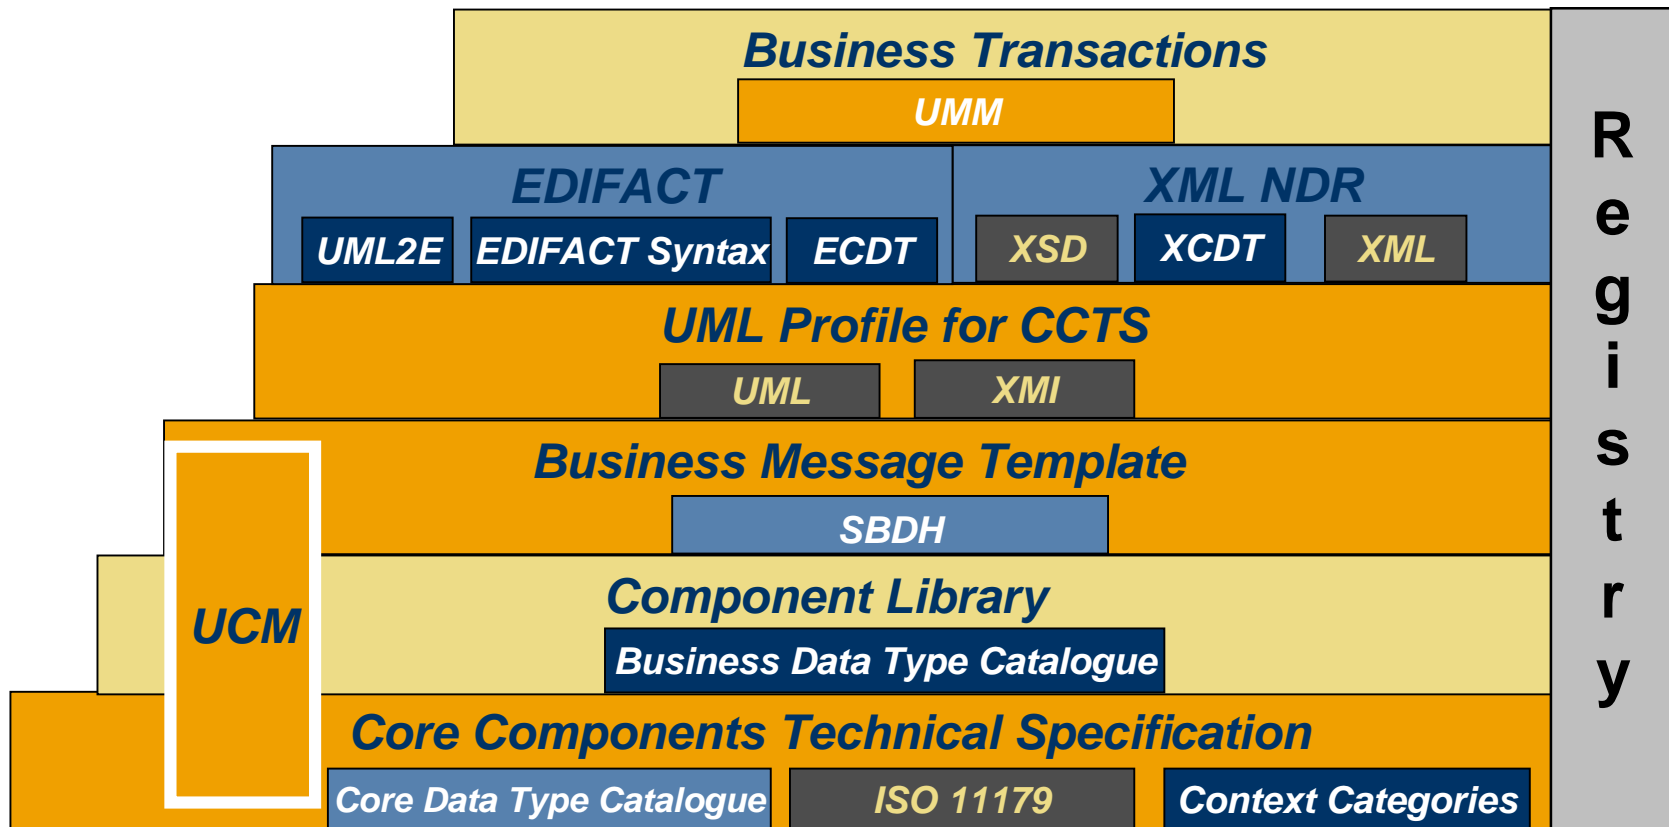 Business Transactions
UMM
EDIFACT
XML NDR
UML2E
EDIFACT Syntax
ECDT
XSD
XCDT
XML
UML Profile for CCTS
UML
XMI
Business Message Template
SBDH
UCM
Component Library
Business Data Type Catalogue
Core Components Technical Specification
Core Data Type Catalogue
ISO 11179
Context Categories
R
e
g
i
s
t
r
y